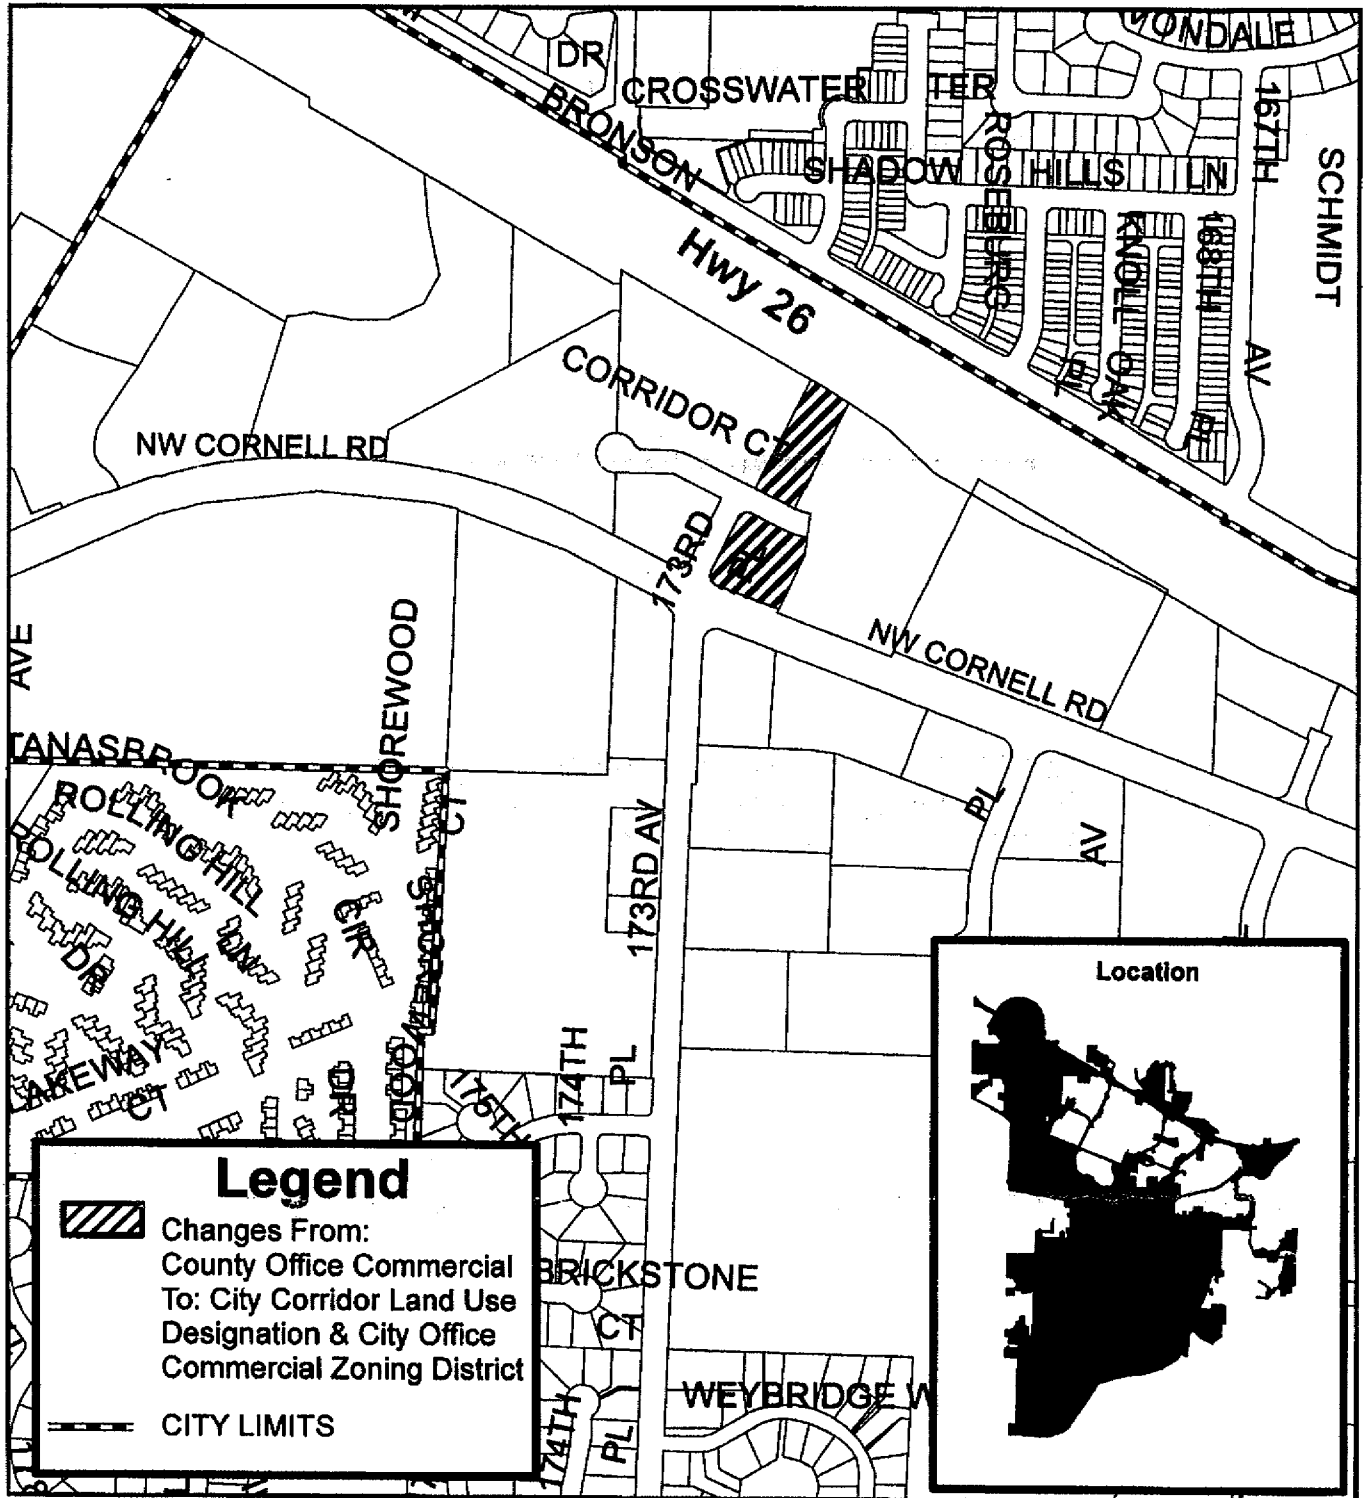 DR
CROSSWATER TER
VONDALE
BRONSON
SHADOW HILLS LN
ROSEBURG
167TH
AV
SCHMIDT
KNOLL OAK
PL
168TH
PL
Hwy 26
CORRIDOR CT
NW CORNELL RD
173RD
PL
NW CORNELL RD
AVE
SHOREWOOD
CT
TANASBROOK
ROLLING HILL
ROLLING HILL LN
DR
CIR
SHOREWOOD
DR
AKEWAY
CT
173RD AV
PL
AV
175TH
174TH
PL
BRICKSTONE
CT
WEYBRIDGE W
174TH
PL
Location
Legend
Changes From:
County Office Commercial
To: City Corridor Land Use
Designation & City Office
Commercial Zoning District
CITY LIMITS